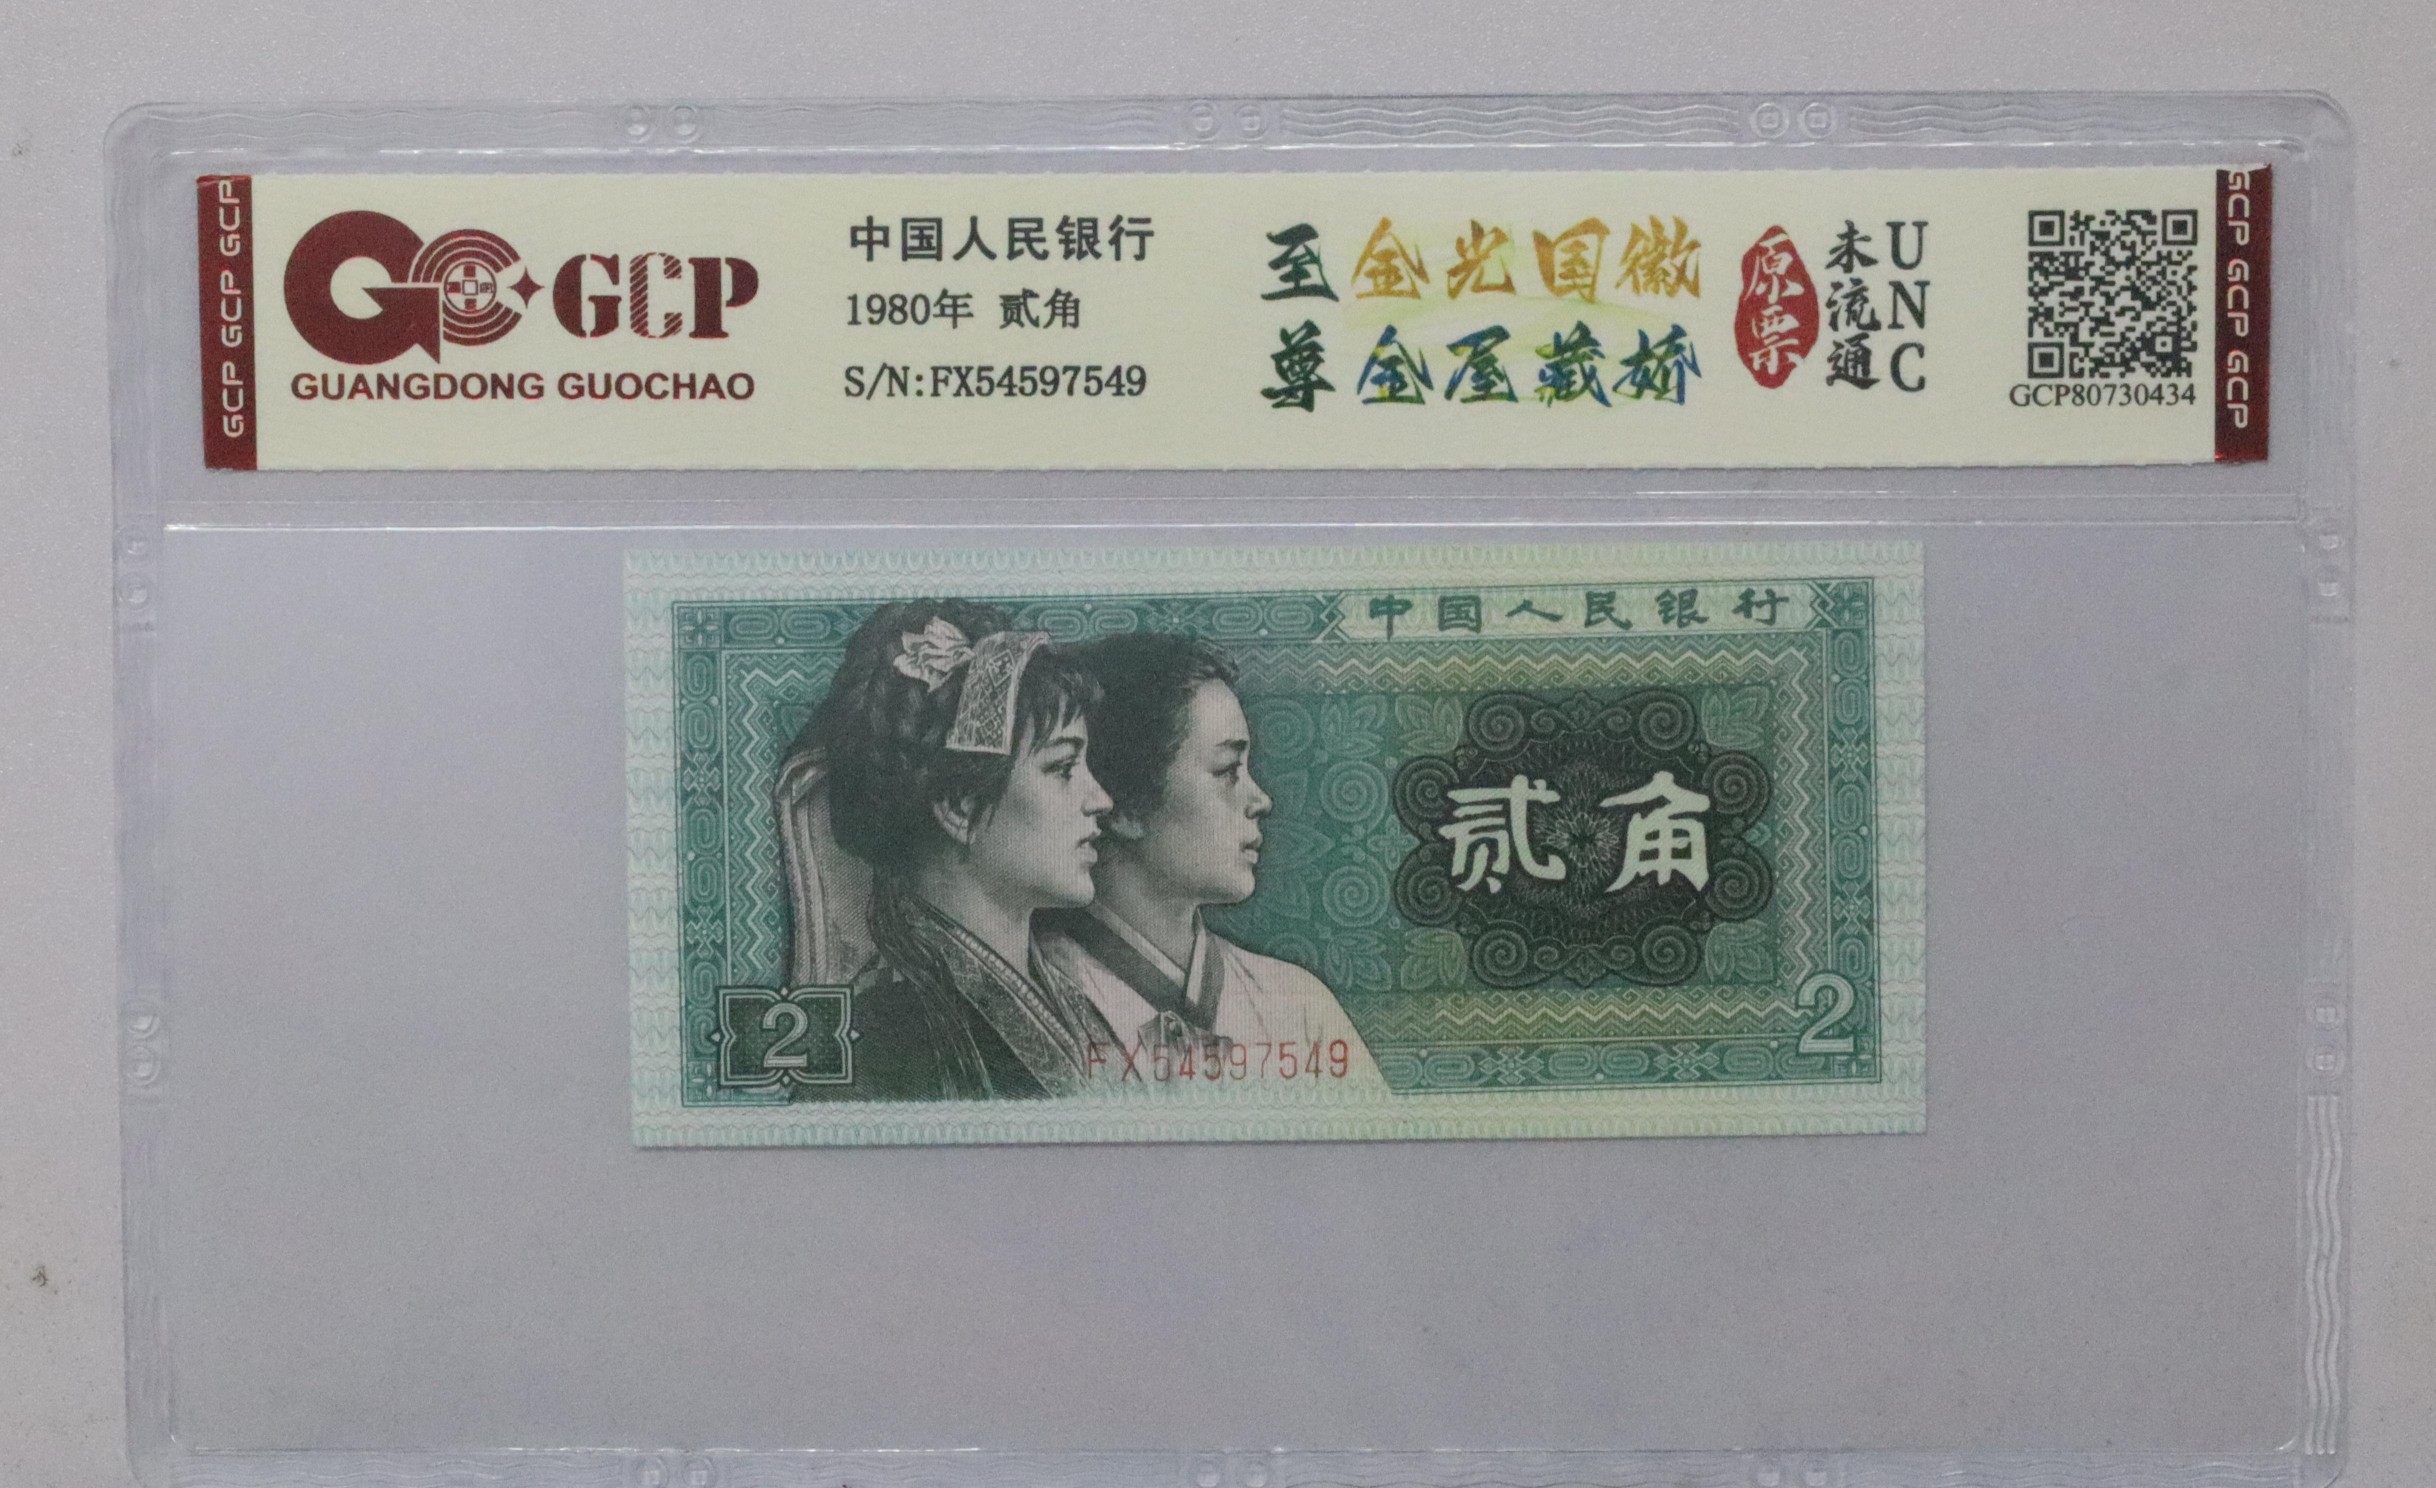 GCP GCP GCP
GCP
GUANGDONG GUOCHAO
中国人民银行
1980年 贰角
S/N:FX54597549
至尊
金光国徽
金屋藏娇
原票
未流通
UNC
GCP80730434
GCP GCP GCP
中国人民银行
贰角
2
2
FX54597549